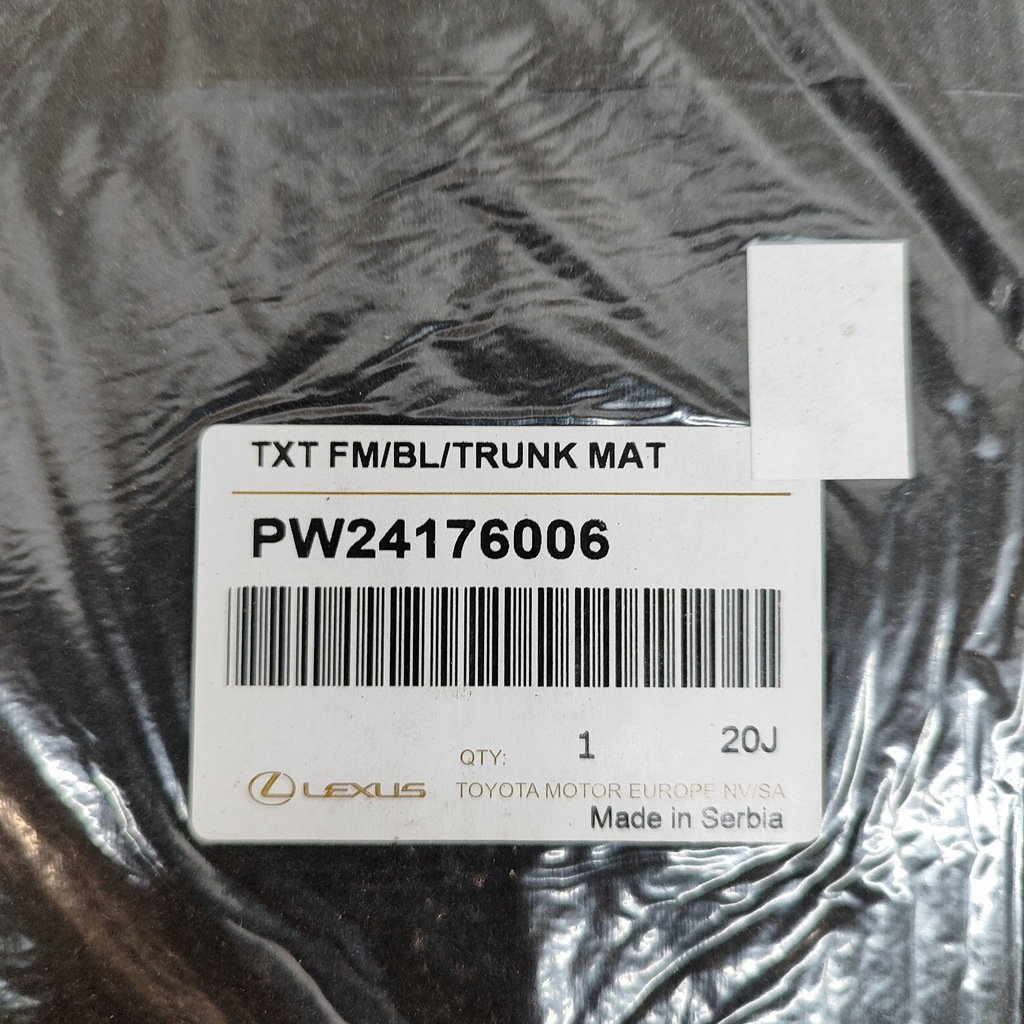 TXT FM/BL/TRUNK MAT
PW24176006
QTY: 1 20J
LEXUS TOYOTA MOTOR EUROPE NV/SA
Made in Serbia